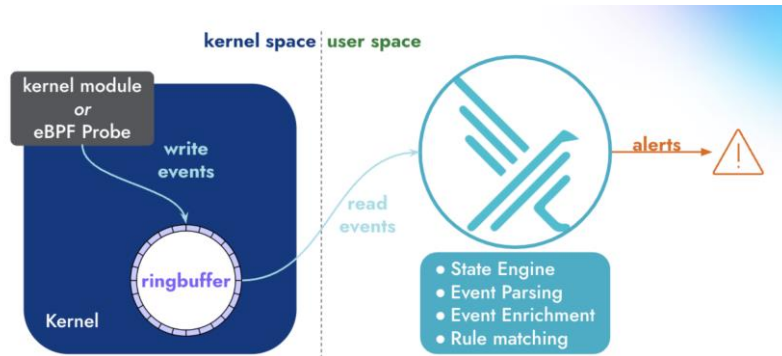 kernel space user space
kernel module
or
eBPF Probe
write
events
ringbuffer
Kernel
read
events
alerts
● State Engine
● Event Parsing
● Event Enrichment
● Rule matching